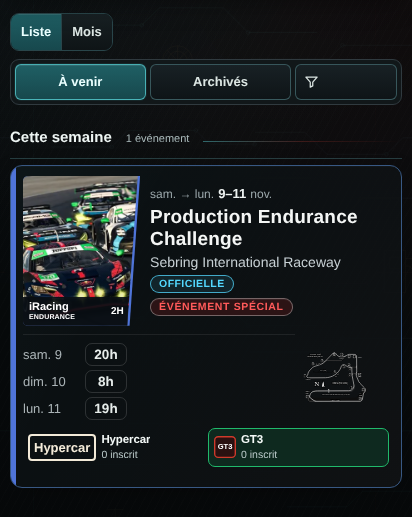 Liste
Mois
À venir
Archivés
Cette semaine
1 événement
sam. → lun. 9–11 nov.
Production Endurance
Challenge
Sebring International Raceway
OFFICIELLE
ÉVÉNEMENT SPÉCIAL
iRacing
ENDURANCE
2H
sam. 9
20h
dim. 10
8h
lun. 11
19h
Hypercar
Hypercar
0 inscrit
GT3
GT3
0 inscrit